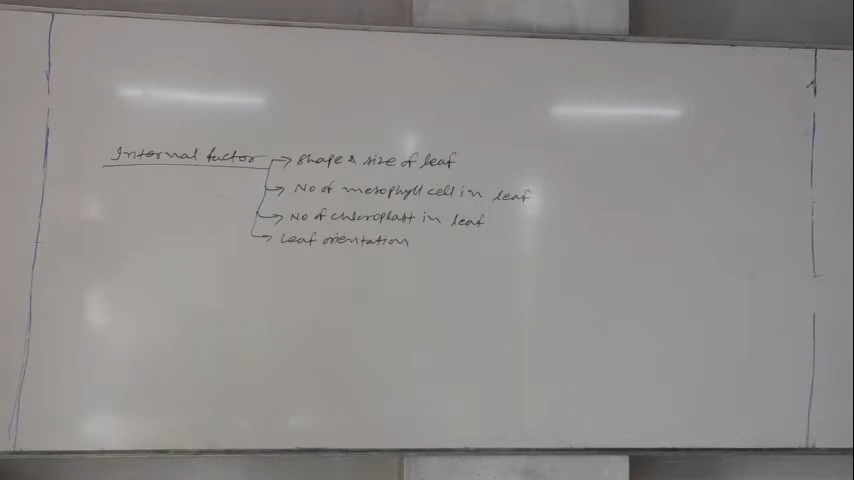 Internal factor → Shape & size of leaf
→ No of mesophyll cell in leaf
→ No of chloroplast in leaf
→ Leaf orientation